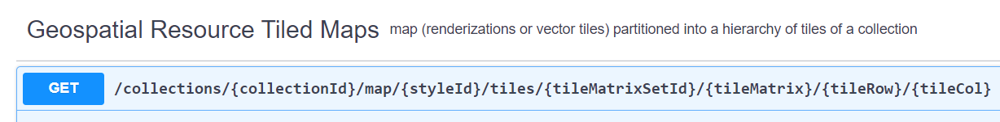 Geospatial Resource Tiled Maps map (renderizations or vector tiles) partitioned into a hierarchy of tiles of a collection
GET /collections/{collectionId}/map/{styleId}/tiles/{tileMatrixSetId}/{tileMatrix}/{tileRow}/{tileCol}